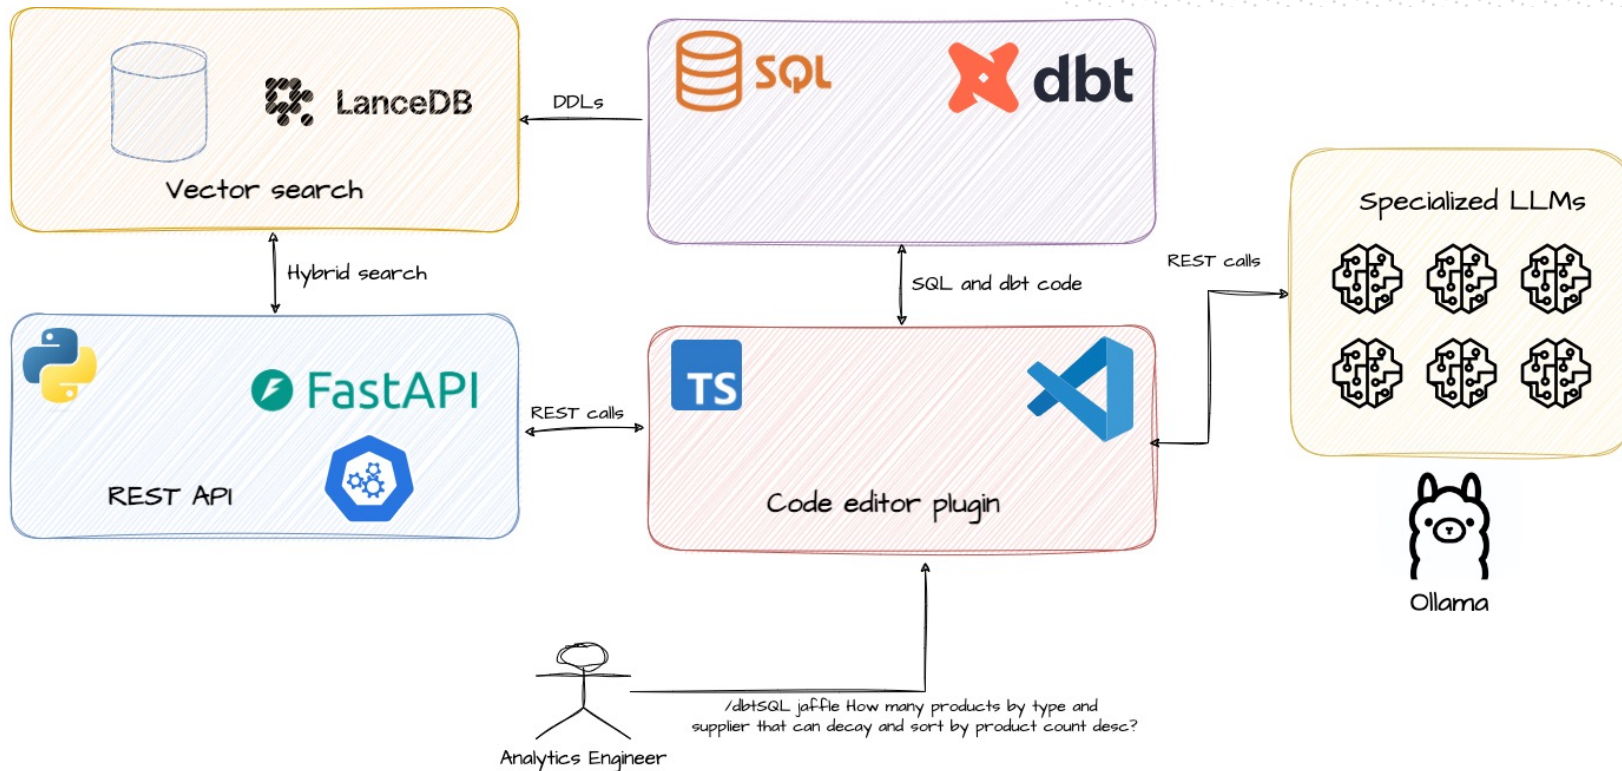 LanceDB
Vector search
DDLs
SQL
dbt
Specialized LLMs
REST calls
Hybrid search
SQL and dbt code
FastAPI
REST API
REST calls
TS
Code editor plugin
Ollama
/dbtSQL jaffle How many products by type and
supplier that can decay and sort by product count desc?
Analytics Engineer